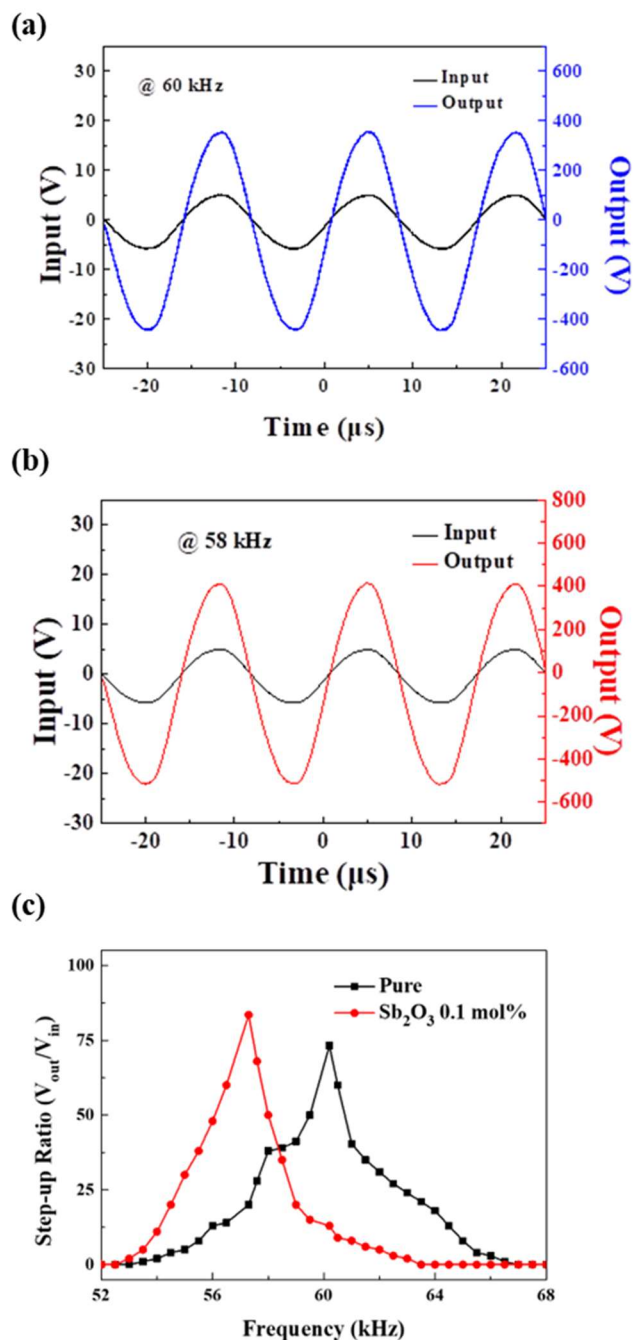 (a)
@ 60 kHz
Input
Output
35
30
20
10
0
-10
-20
-30
600
400
200
0
-200
-400
-600
Input (V)
Output (V)
-20
-10
0
10
20
Time (µs)
(b)
@ 58 kHz
Input
Output
30
20
10
0
-10
-20
-30
800
600
400
200
0
-200
-400
-600
Input (V)
Output (V)
-20
-10
0
10
20
Time (µs)
(c)
Pure
Sb₂O₃ 0.1 mol%
100
75
50
25
0
Step-up Ratio (Vout/Vin)
52
56
60
64
68
Frequency (kHz)